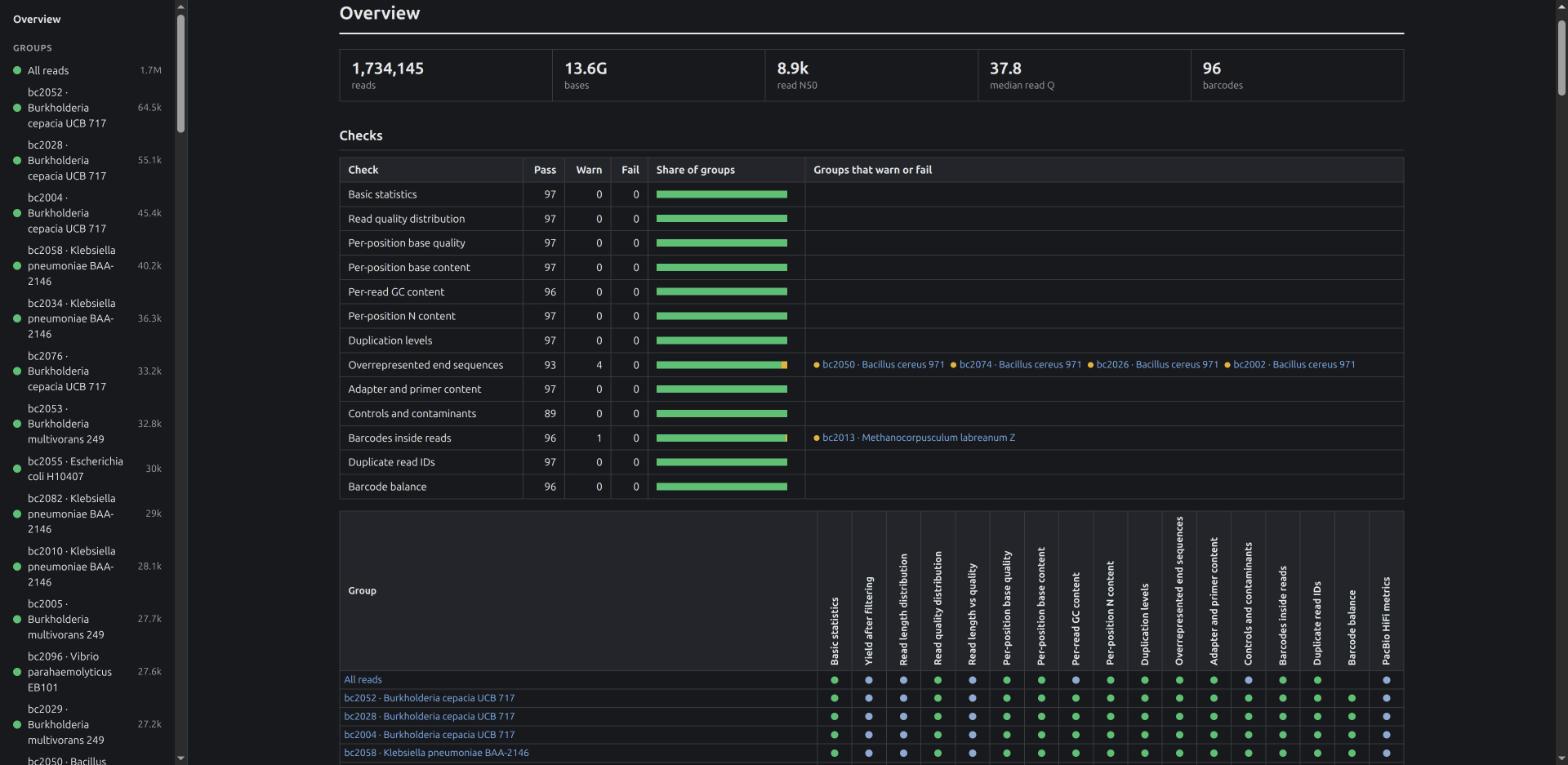 Overview
GROUPS
All reads 1.7M
bc2052 ·
Burkholderia 64.5k
cepacia UCB 717
bc2028 ·
Burkholderia 55.1k
cepacia UCB 717
bc2004 ·
Burkholderia 45.4k
cepacia UCB 717
bc2058 · Klebsiella
pneumoniae BAA- 40.2k
2146
bc2034 · Klebsiella
pneumoniae BAA- 36.3k
2146
bc2076 ·
Burkholderia 33.2k
cepacia UCB 717
bc2053 ·
Burkholderia 32.8k
multivorans 249
bc2055 · Escherichia 30k
coli H10407
bc2082 · Klebsiella
pneumoniae BAA- 29k
2146
bc2010 · Klebsiella
pneumoniae BAA- 28.1k
2146
bc2005 ·
Burkholderia 27.7k
multivorans 249
bc2096 · Vibrio
parahaemolyticus 27.6k
EB101
bc2029 ·
Burkholderia 27.2k
multivorans 249
bc2050 · Bacillus
Overview
1,734,145 13.6G 8.9k 37.8 96
reads bases read N50 median read Q barcodes
Checks
Check Pass Warn Fail Share of groups Groups that warn or fail
Basic statistics 97 0 0
Read quality distribution 97 0 0
Per-position base quality 97 0 0
Per-position base content 97 0 0
Per-read GC content 96 0 0
Per-position N content 97 0 0
Duplication levels 97 0 0
Overrepresented end sequences 93 4 0 bc2050 · Bacillus cereus 971 bc2074 · Bacillus cereus 971 bc2026 · Bacillus cereus 971 bc2002 · Bacillus cereus 971
Adapter and primer content 97 0 0
Controls and contaminants 89 0 0
Barcodes inside reads 96 1 0 bc2013 · Methanocorpusculum labreanum Z
Duplicate read IDs 97 0 0
Barcode balance 96 0 0
Group
Basic statistics
Yield after filtering
Read length distribution
Read quality distribution
Read length vs quality
Per-position base quality
Per-position base content
Per-read GC content
Per-position N content
Duplication levels
Overrepresented end sequences
Adapter and primer content
Controls and contaminants
Barcodes inside reads
Duplicate read IDs
Barcode balance
PacBio HiFi metrics
All reads
bc2052 · Burkholderia cepacia UCB 717
bc2028 · Burkholderia cepacia UCB 717
bc2004 · Burkholderia cepacia UCB 717
bc2058 · Klebsiella pneumoniae BAA-2146